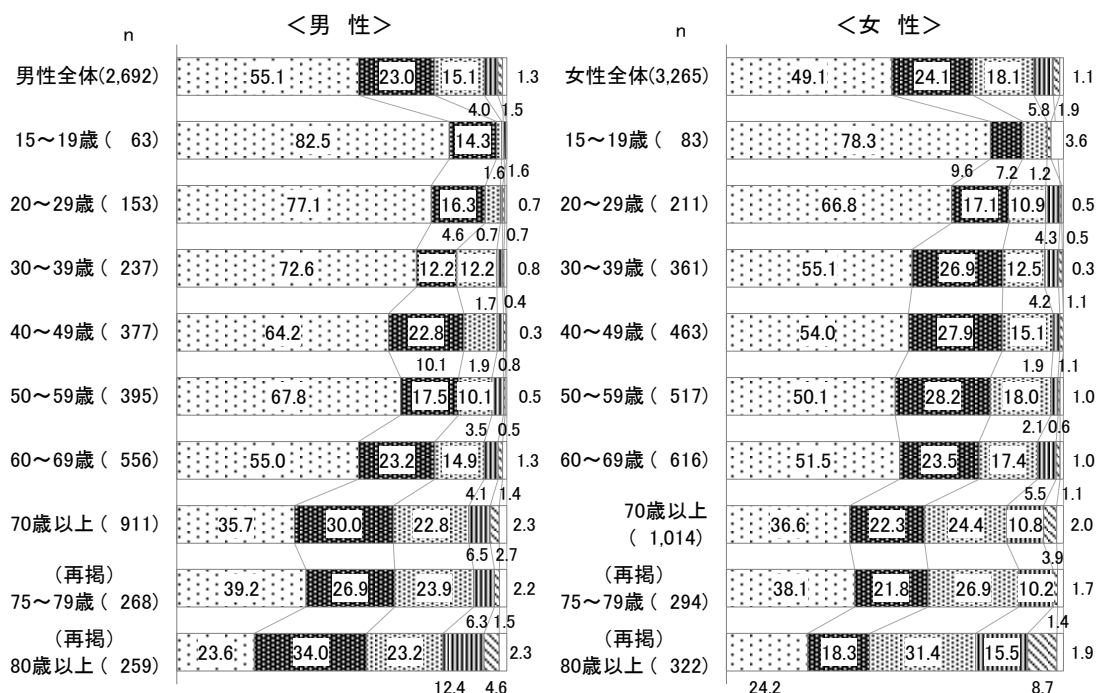 ＜男 性＞
n
男性全体(2,692) 55.1 23.0 15.1 1.3
4.0 1.5
15～19歳( 63) 82.5 14.3
1.6 1.6
20～29歳( 153) 77.1 16.3 0.7
4.6 0.7 0.7
30～39歳( 237) 72.6 12.2 12.2 0.8
1.7 0.4
40～49歳( 377) 64.2 22.8 0.3
10.1 1.9 0.8
50～59歳( 395) 67.8 17.5 10.1 0.5
3.5 0.5
60～69歳( 556) 55.0 23.2 14.9 1.3
4.1 1.4
70歳以上( 911) 35.7 30.0 22.8 2.3
6.5 2.7
（再掲）
75～79歳( 268) 39.2 26.9 23.9 2.2
6.3 1.5
（再掲）
80歳以上( 259) 23.6 34.0 23.2 2.3
12.4 4.6
＜女 性＞
n
女性全体(3,265) 49.1 24.1 18.1 1.1
5.8 1.9
15～19歳( 83) 78.3 3.6
9.6 7.2 1.2
20～29歳( 211) 66.8 17.1 10.9 0.5
4.3 0.5
30～39歳( 361) 55.1 26.9 12.5 0.3
4.2 1.1
40～49歳( 463) 54.0 27.9 15.1
1.9 1.1
50～59歳( 517) 50.1 28.2 18.0 1.0
2.1 0.6
60～69歳( 616) 51.5 23.5 17.4 1.0
5.5 1.1
70歳以上
( 1,014) 36.6 22.3 24.4 10.8 2.0
3.9
（再掲）
75～79歳( 294) 38.1 21.8 26.9 10.2 1.7
1.4
（再掲）
80歳以上( 322) 18.3 31.4 15.5 1.9
24.2 8.7